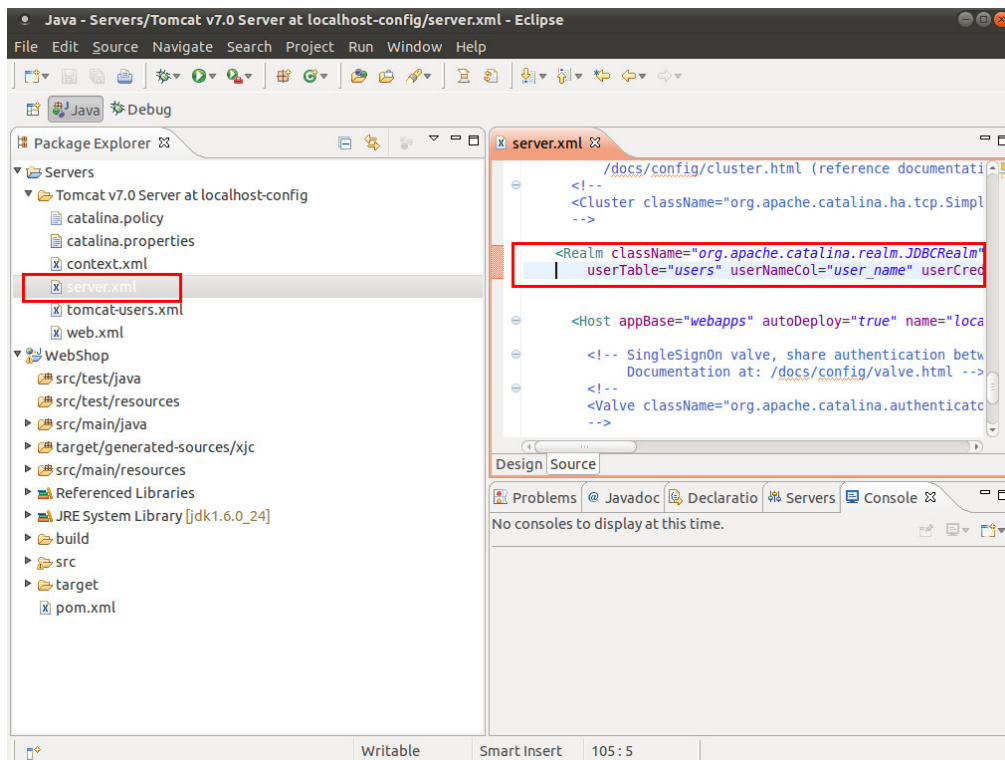 Java - Servers/Tomcat v7.0 Server at localhost-config/server.xml - Eclipse
File Edit Source Navigate Search Project Run Window Help
Java Debug
Package Explorer
Servers
Tomcat v7.0 Server at localhost-config
catalina.policy
catalina.properties
context.xml
server.xml
tomcat-users.xml
web.xml
WebShop
src/test/java
src/test/resources
src/main/java
target/generated-sources/xjc
src/main/resources
Referenced Libraries
JRE System Library [jdk1.6.0_24]
build
src
target
pom.xml
server.xml
/docs/config/cluster.html (reference documentati
<!--
<Cluster className="org.apache.catalina.ha.tcp.Simpl
-->
<Realm className="org.apache.catalina.realm.JDBCRealm"
userTable="users" userNameCol="user_name" userCred
<Host appBase="webapps" autoDeploy="true" name="loca
<!-- SingleSignOn valve, share authentication betw
Documentation at: /docs/config/valve.html -->
<!--
<Valve className="org.apache.catalina.authenticato
-->
Design Source
Problems @ Javadoc Declaratio Servers Console
No consoles to display at this time.
Writable Smart Insert 105 : 5